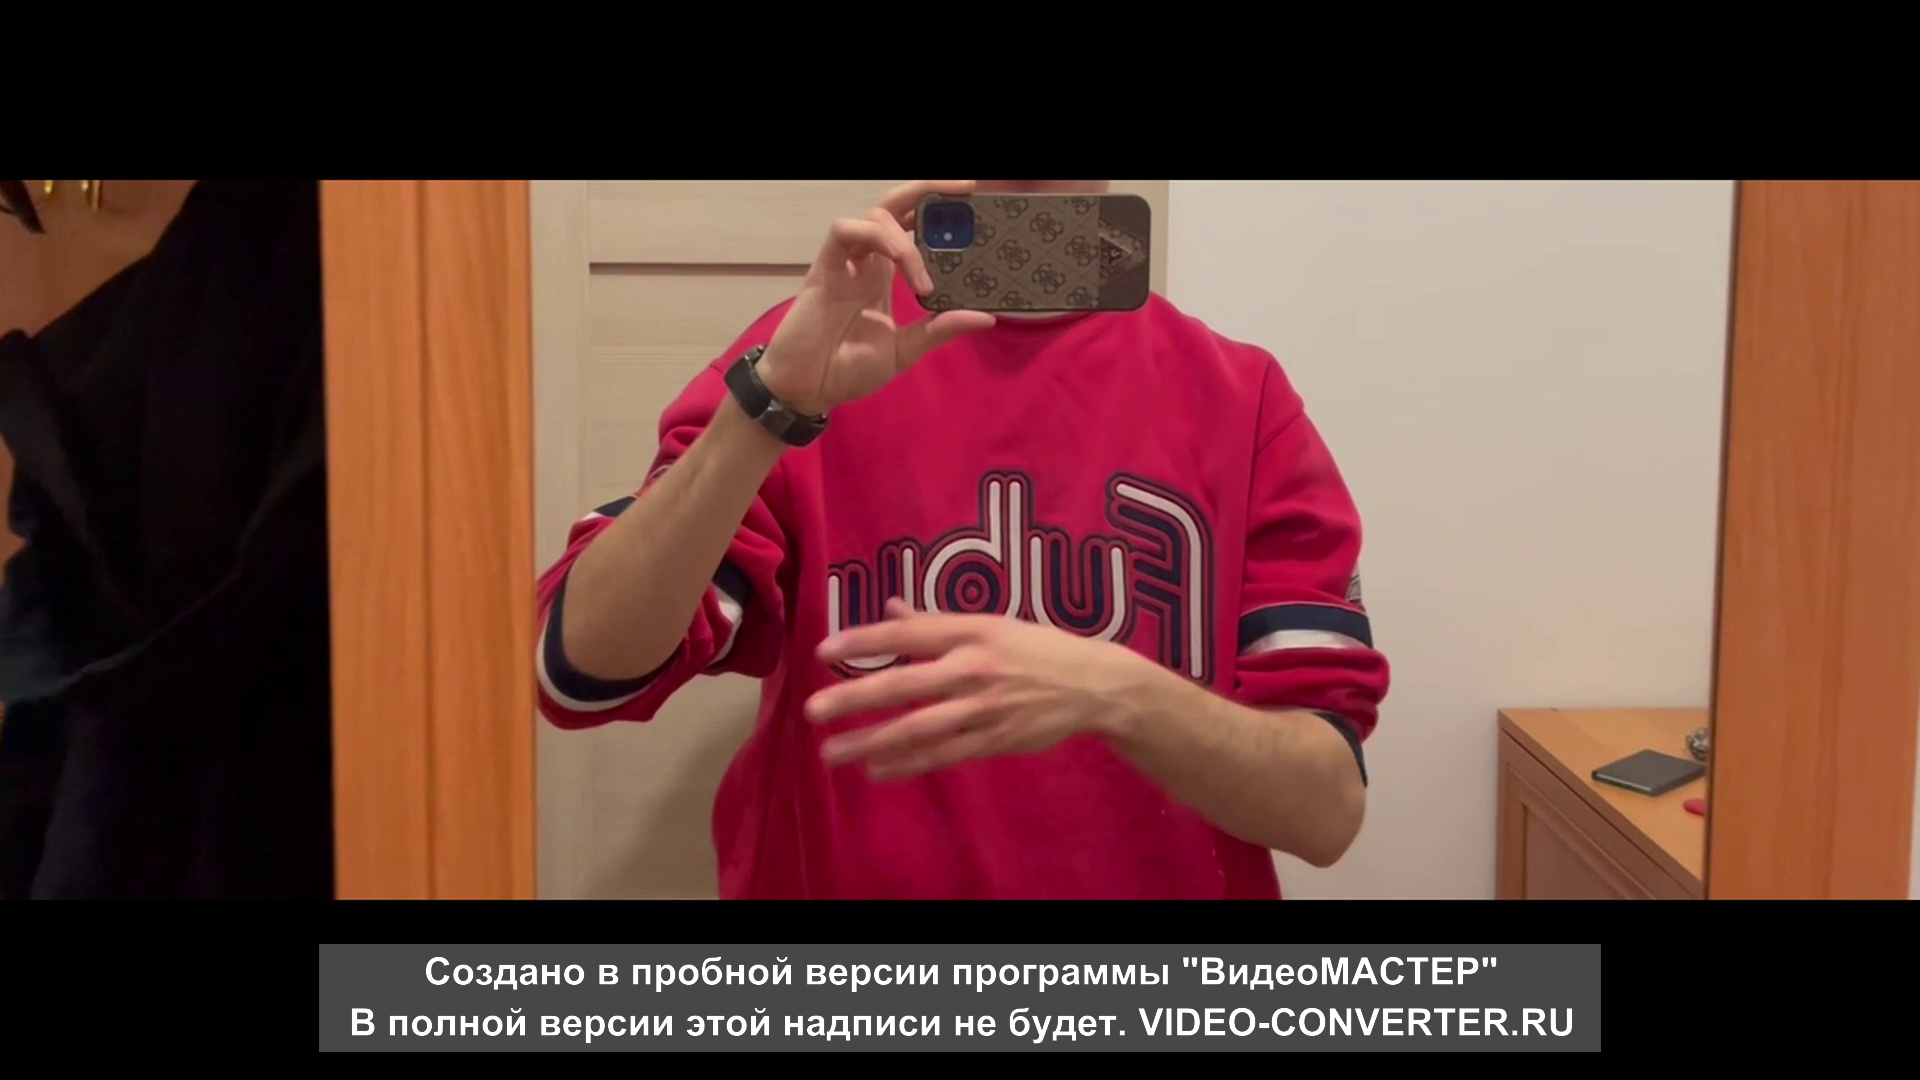 Fubu
Создано в пробной версии программы "ВидеоМАСТЕР"
В полной версии этой надписи не будет. VIDEO-CONVERTER.RU